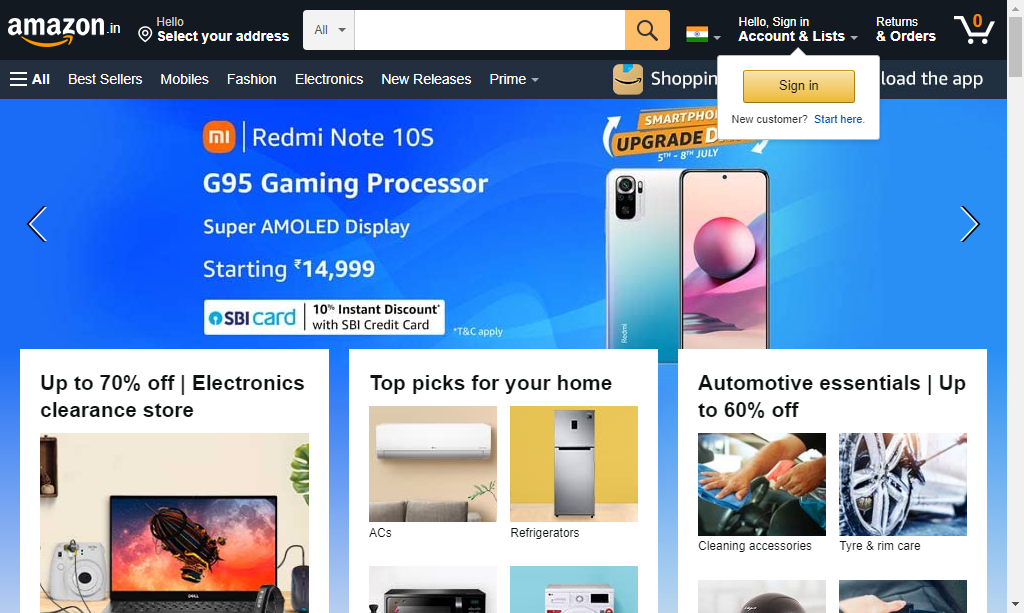 amazon.in
Hello
Select your address
All
Hello, Sign in
Account & Lists
Returns
& Orders
0
All
Best Sellers
Mobiles
Fashion
Electronics
New Releases
Prime
Shoppin
load the app
Sign in
New customer? Start here.
mi
Redmi Note 10S
G95 Gaming Processor
Super AMOLED Display
Starting ₹14,999
SBI card
10% Instant Discount*
with SBI Credit Card
*T&C apply
SMARTPHO
UPGRADE D
5TH - 8TH JULY
Redmi
Up to 70% off | Electronics
clearance store
DELL
Top picks for your home
ACs
Refrigerators
Automotive essentials | Up
to 60% off
Cleaning accessories
Tyre & rim care